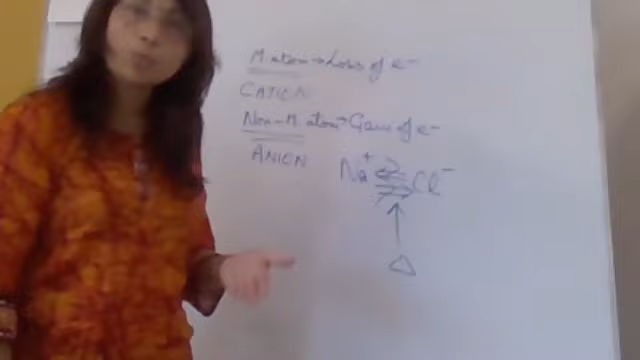 M. atom → Loss of e⁻
CATION
Non-M. atom → Gain of e⁻
ANION
Na⁺ Cl⁻
Δ